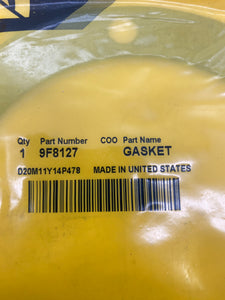 Qty Part Number COO Part Name
1 9F8127 GASKET
D20M11Y14P478 MADE IN UNITED STATES